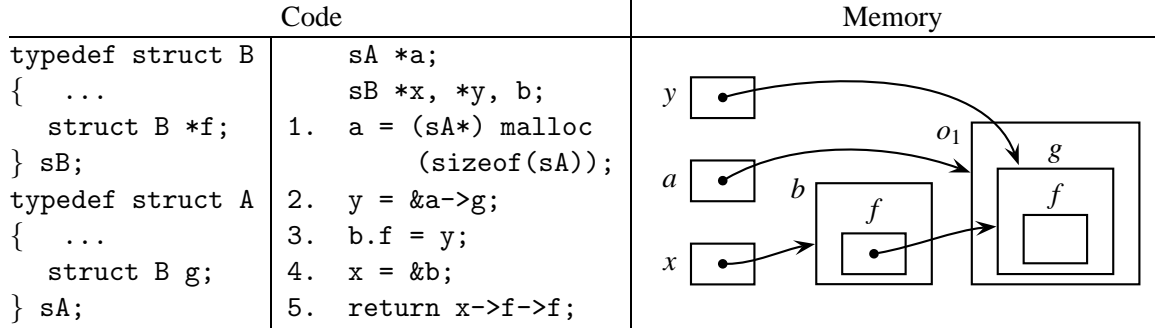 Code Memory
typedef struct B
{ ...
struct B *f;
} sB;
typedef struct A
{ ...
struct B g;
} sA;
sA *a;
sB *x, *y, b;
1. a = (sA*) malloc
(sizeof(sA));
2. y = &a->g;
3. b.f = y;
4. x = &b;
5. return x->f->f;
y
a
x
b
f
o1
g
f